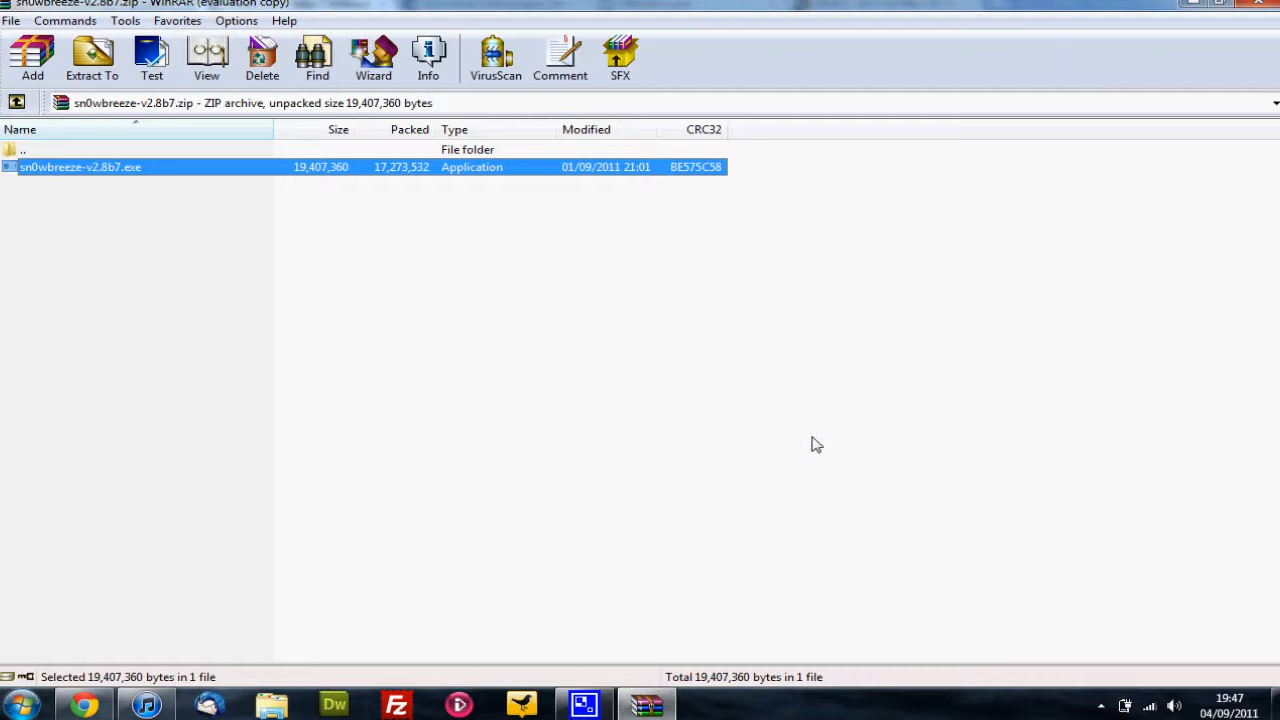 sn0wbreeze-v2.8b7.zip - WinRAR (evaluation copy)
File Commands Tools Favorites Options Help
Add Extract To Test View Delete Find Wizard Info VirusScan Comment SFX
sn0wbreeze-v2.8b7.zip - ZIP archive, unpacked size 19,407,360 bytes
Name Size Packed Type Modified CRC32
.. File folder
sn0wbreeze-v2.8b7.exe 19,407,360 17,273,532 Application 01/09/2011 21:01 BE575C58
Selected 19,407,360 bytes in 1 file Total 19,407,360 bytes in 1 file
Dw Fz
19:47
04/09/2011